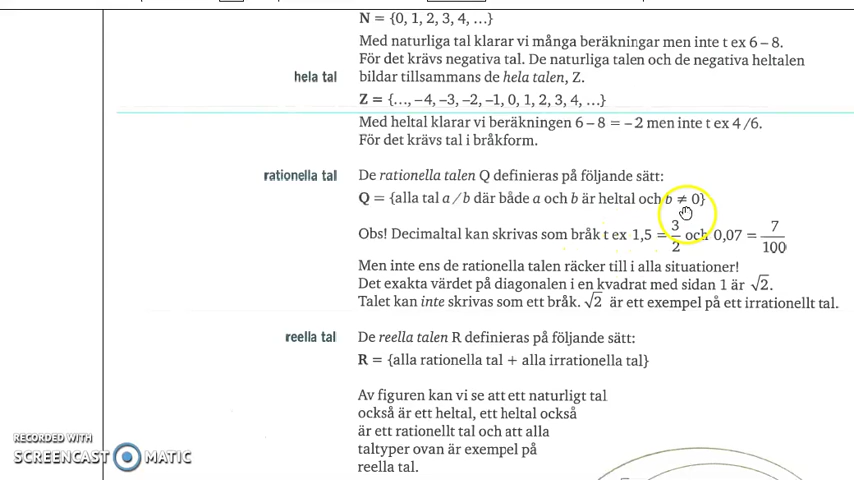 N = {0, 1, 2, 3, 4, …}
Med naturliga tal klarar vi många beräkningar men inte t ex 6 – 8.
För det krävs negativa tal. De naturliga talen och de negativa heltalen
hela tal bildar tillsammans de hela talen, Z.
Z = {…, –4, –3, –2, –1, 0, 1, 2, 3, 4, …}
Med heltal klarar vi beräkningen 6 – 8 = – 2 men inte t ex 4 /6.
För det krävs tal i bråkform.
rationella tal De rationella talen Q definieras på följande sätt:
Q = {alla tal a / b där både a och b är heltal och b ≠ 0}
Obs! Decimaltal kan skrivas som bråk t ex 1,5 = 3/2 och 0,07 = 7/100
Men inte ens de rationella talen räcker till i alla situationer!
Det exakta värdet på diagonalen i en kvadrat med sidan 1 är √2.
Talet kan inte skrivas som ett bråk. √2 är ett exempel på ett irrationellt tal.
reella tal De reella talen R definieras på följande sätt:
R = {alla rationella tal + alla irrationella tal}
Av figuren kan vi se att ett naturligt tal
också är ett heltal, ett heltal också
är ett rationellt tal och att alla
taltyper ovan är exempel på
reella tal.
RECORDED WITH
SCREENCAST MATIC